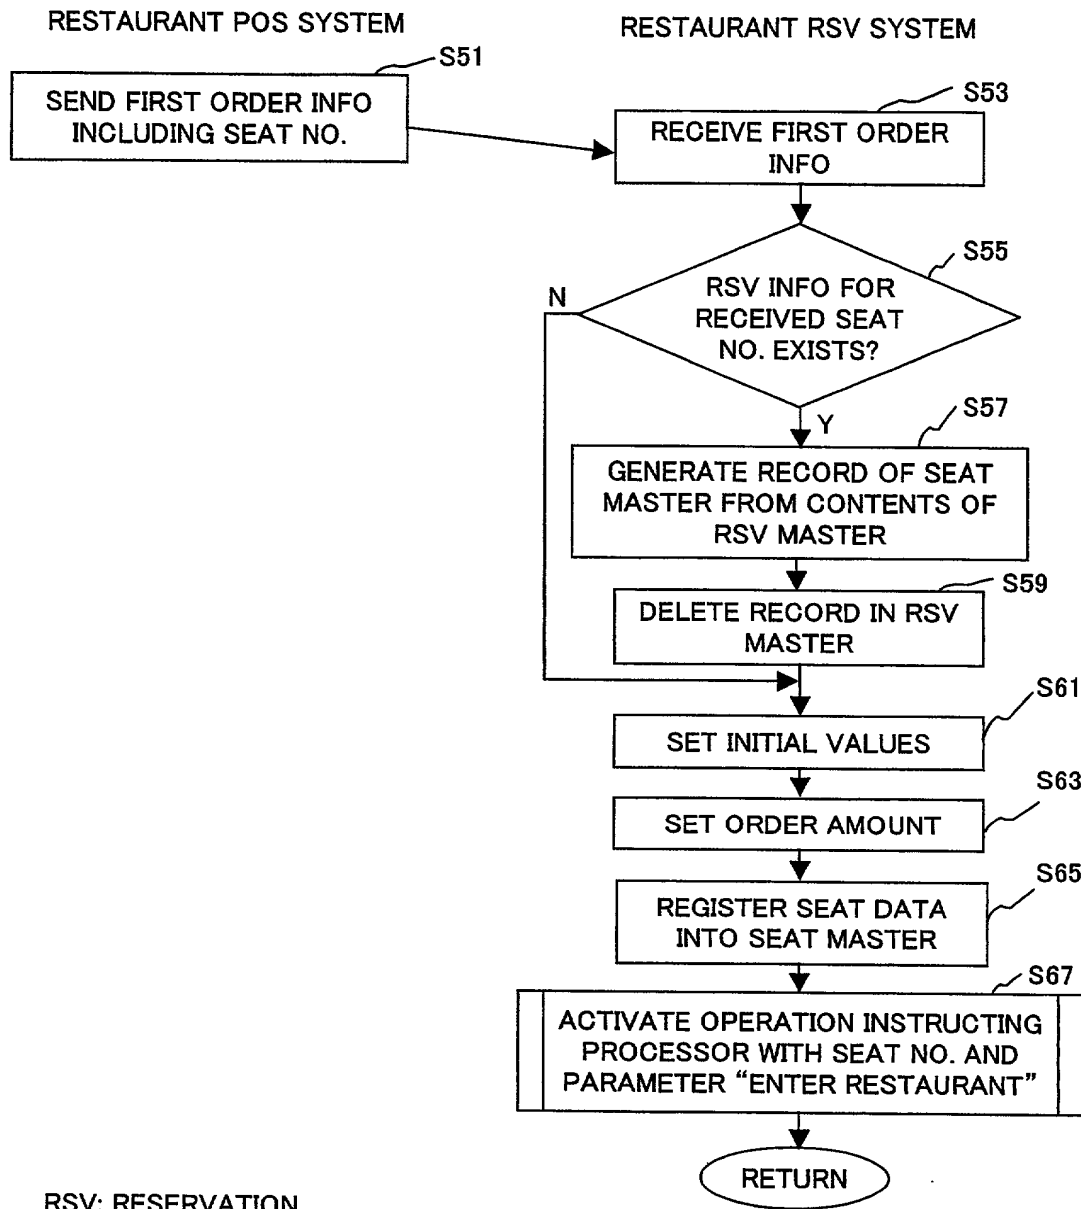 RESTAURANT POS SYSTEM
RESTAURANT RSV SYSTEM
S51
SEND FIRST ORDER INFO
INCLUDING SEAT NO.
S53
RECEIVE FIRST ORDER
INFO
S55
N
RSV INFO FOR
RECEIVED SEAT
NO. EXISTS?
Y
S57
GENERATE RECORD OF SEAT
MASTER FROM CONTENTS OF
RSV MASTER
S59
DELETE RECORD IN RSV
MASTER
S61
SET INITIAL VALUES
S63
SET ORDER AMOUNT
S65
REGISTER SEAT DATA
INTO SEAT MASTER
S67
ACTIVATE OPERATION INSTRUCTING
PROCESSOR WITH SEAT NO. AND
PARAMETER “ENTER RESTAURANT”
RETURN
RSV: RESERVATION